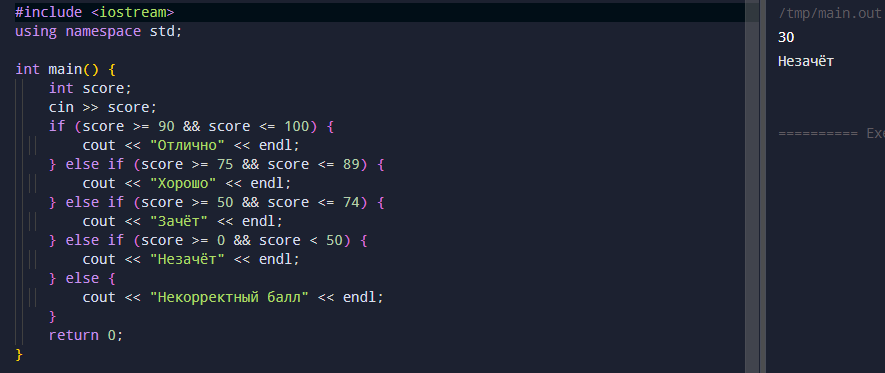 #include <iostream>
using namespace std;
int main() {
int score;
cin >> score;
if (score >= 90 && score <= 100) {
cout << "Отлично" << endl;
} else if (score >= 75 && score <= 89) {
cout << "Хорошо" << endl;
} else if (score >= 50 && score <= 74) {
cout << "Зачёт" << endl;
} else if (score >= 0 && score < 50) {
cout << "Незачёт" << endl;
} else {
cout << "Некорректный балл" << endl;
}
return 0;
}
/tmp/main.out
30
Незачёт
========== Exe